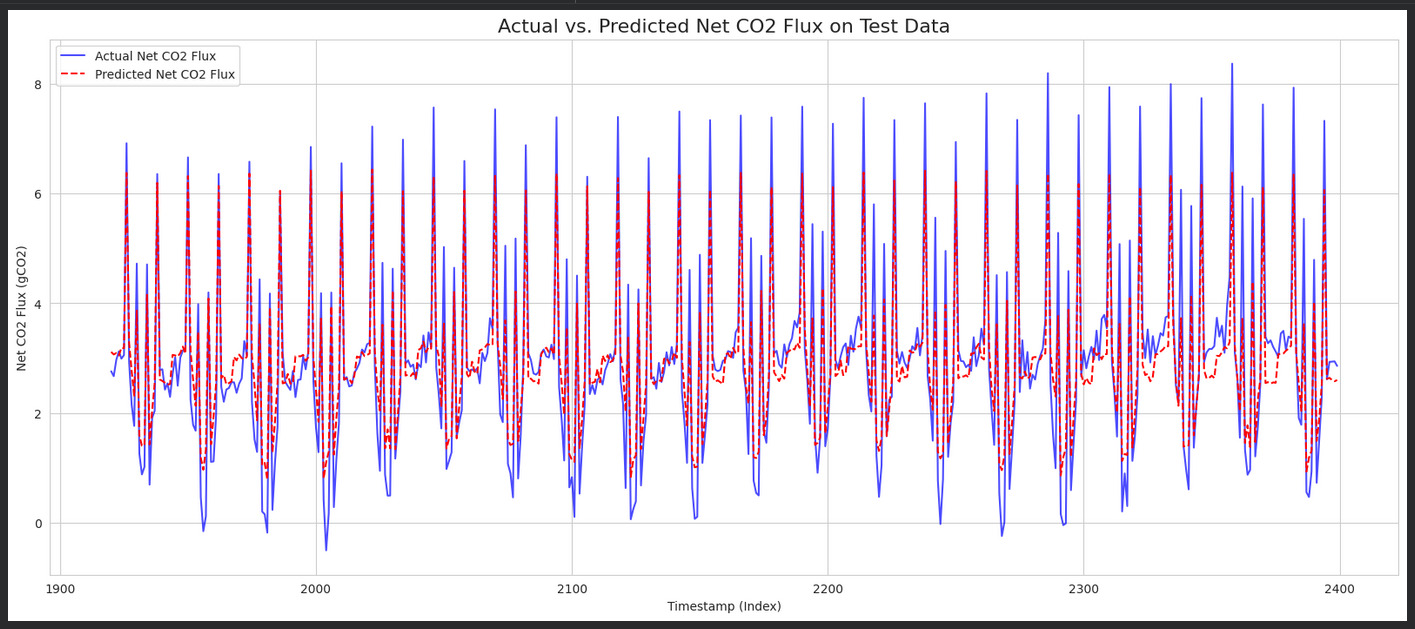 Actual vs. Predicted Net CO2 Flux on Test Data
Actual Net CO2 Flux
Predicted Net CO2 Flux
8
6
4
2
0
Net CO2 Flux (gCO2)
1900 2000 2100 2200 2300 2400
Timestamp (Index)